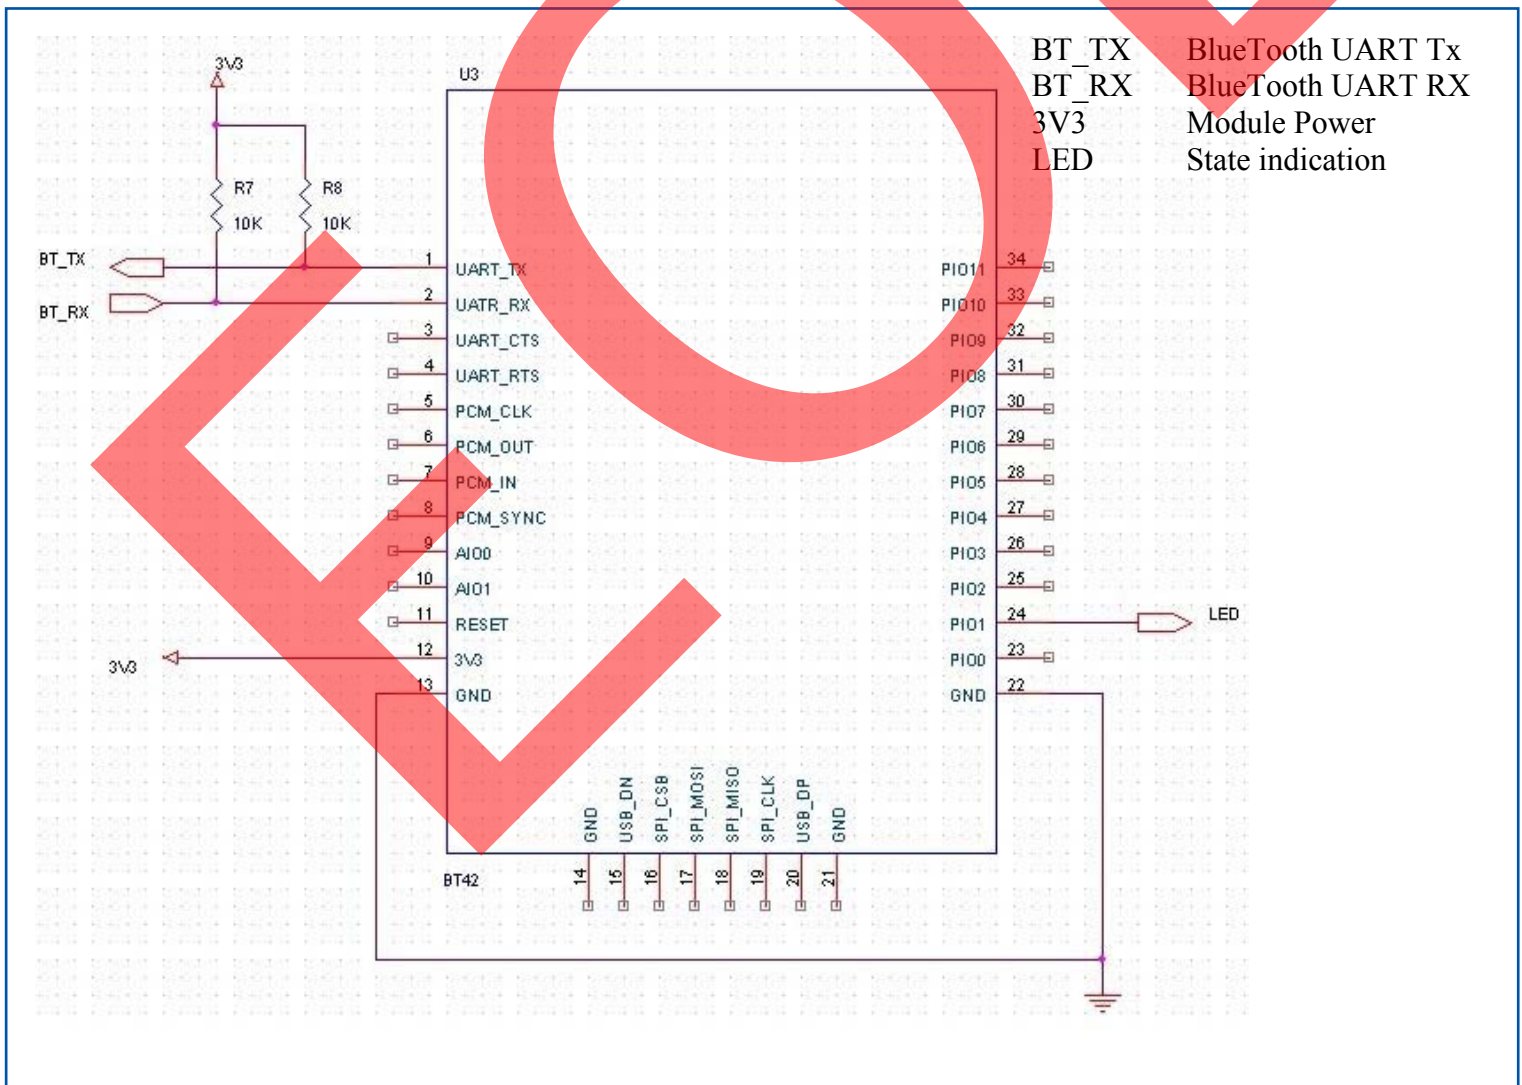 BT_TX BlueTooth UART Tx
BT_RX BlueTooth UART RX
3V3 Module Power
LED State indication
3V3
U3
R7
10K
R8
10K
BT_TX
BT_RX
1 UART_TX
2 UATR_RX
3 UART_CTS
4 UART_RTS
5 PCM_CLK
6 PCM_OUT
7 PCM_IN
8 PCM_SYNC
9 AIO0
10 AIO1
11 RESET
3V3
12 3V3
13 GND
PIO11 34
PIO10 33
PIO9 32
PIO8 31
PIO7 30
PIO6 29
PIO5 28
PIO4 27
PIO3 26
PIO2 25
PIO1 24
LED
PIO0 23
GND 22
GND 14
USB_DN 15
SPI_CSB 16
SPI_MOSI 17
SPI_MISO 18
SPI_CLK 19
USB_DP 20
GND 21
BT42